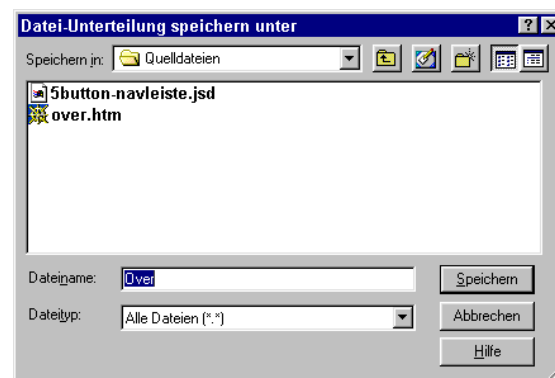 Datei-Unterteilung speichern unter
Speichern in: Quelldateien
5button-navleiste.jsd
over.htm
Dateiname: Over Speichern
Dateityp: Alle Dateien (*.*) Abbrechen
Hilfe